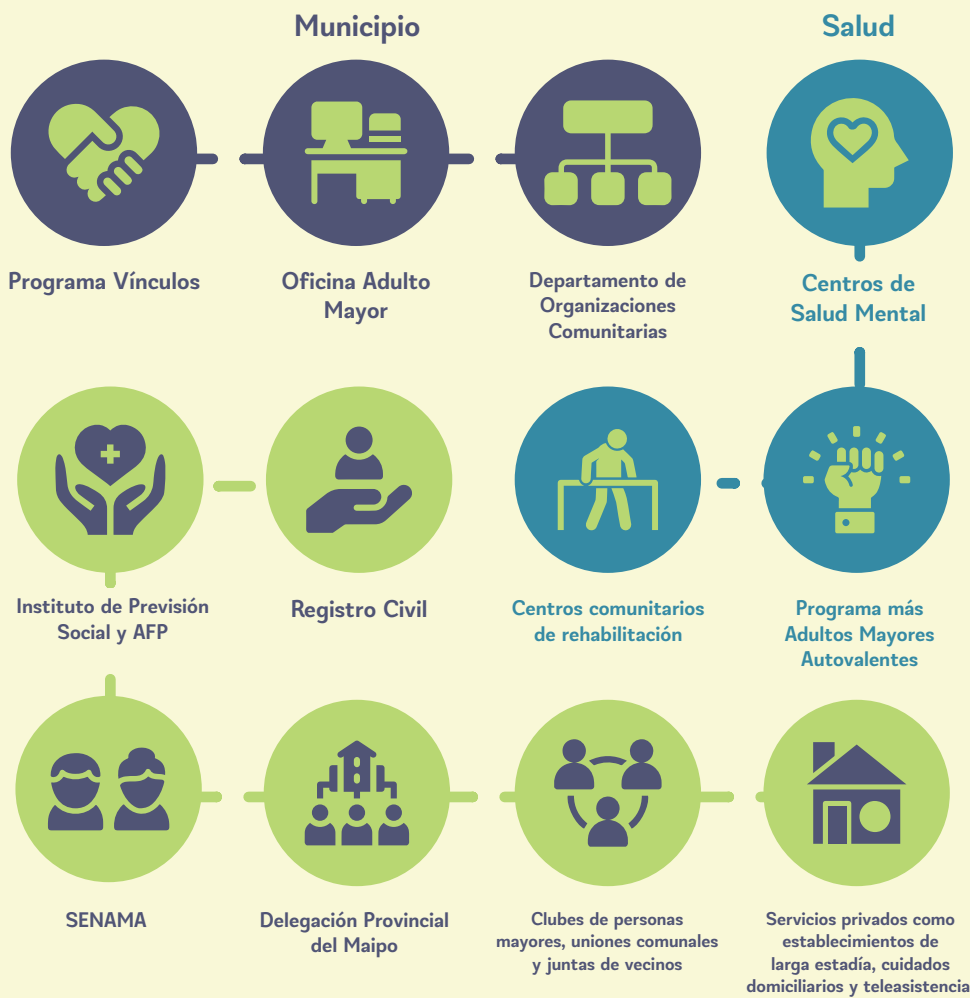 Municipio
Salud
Programa Vínculos
Oficina Adulto
Mayor
Departamento de
Organizaciones
Comunitarias
Centros de
Salud Mental
Instituto de Previsión
Social y AFP
Registro Civil
Centros comunitarios
de rehabilitación
Programa más
Adultos Mayores
Autovalentes
SENAMA
Delegación Provincial
del Maipo
Clubes de personas
mayores, uniones comunales
y juntas de vecinos
Servicios privados como
establecimientos de
larga estadía, cuidados
domiciliarios y teleasistencia